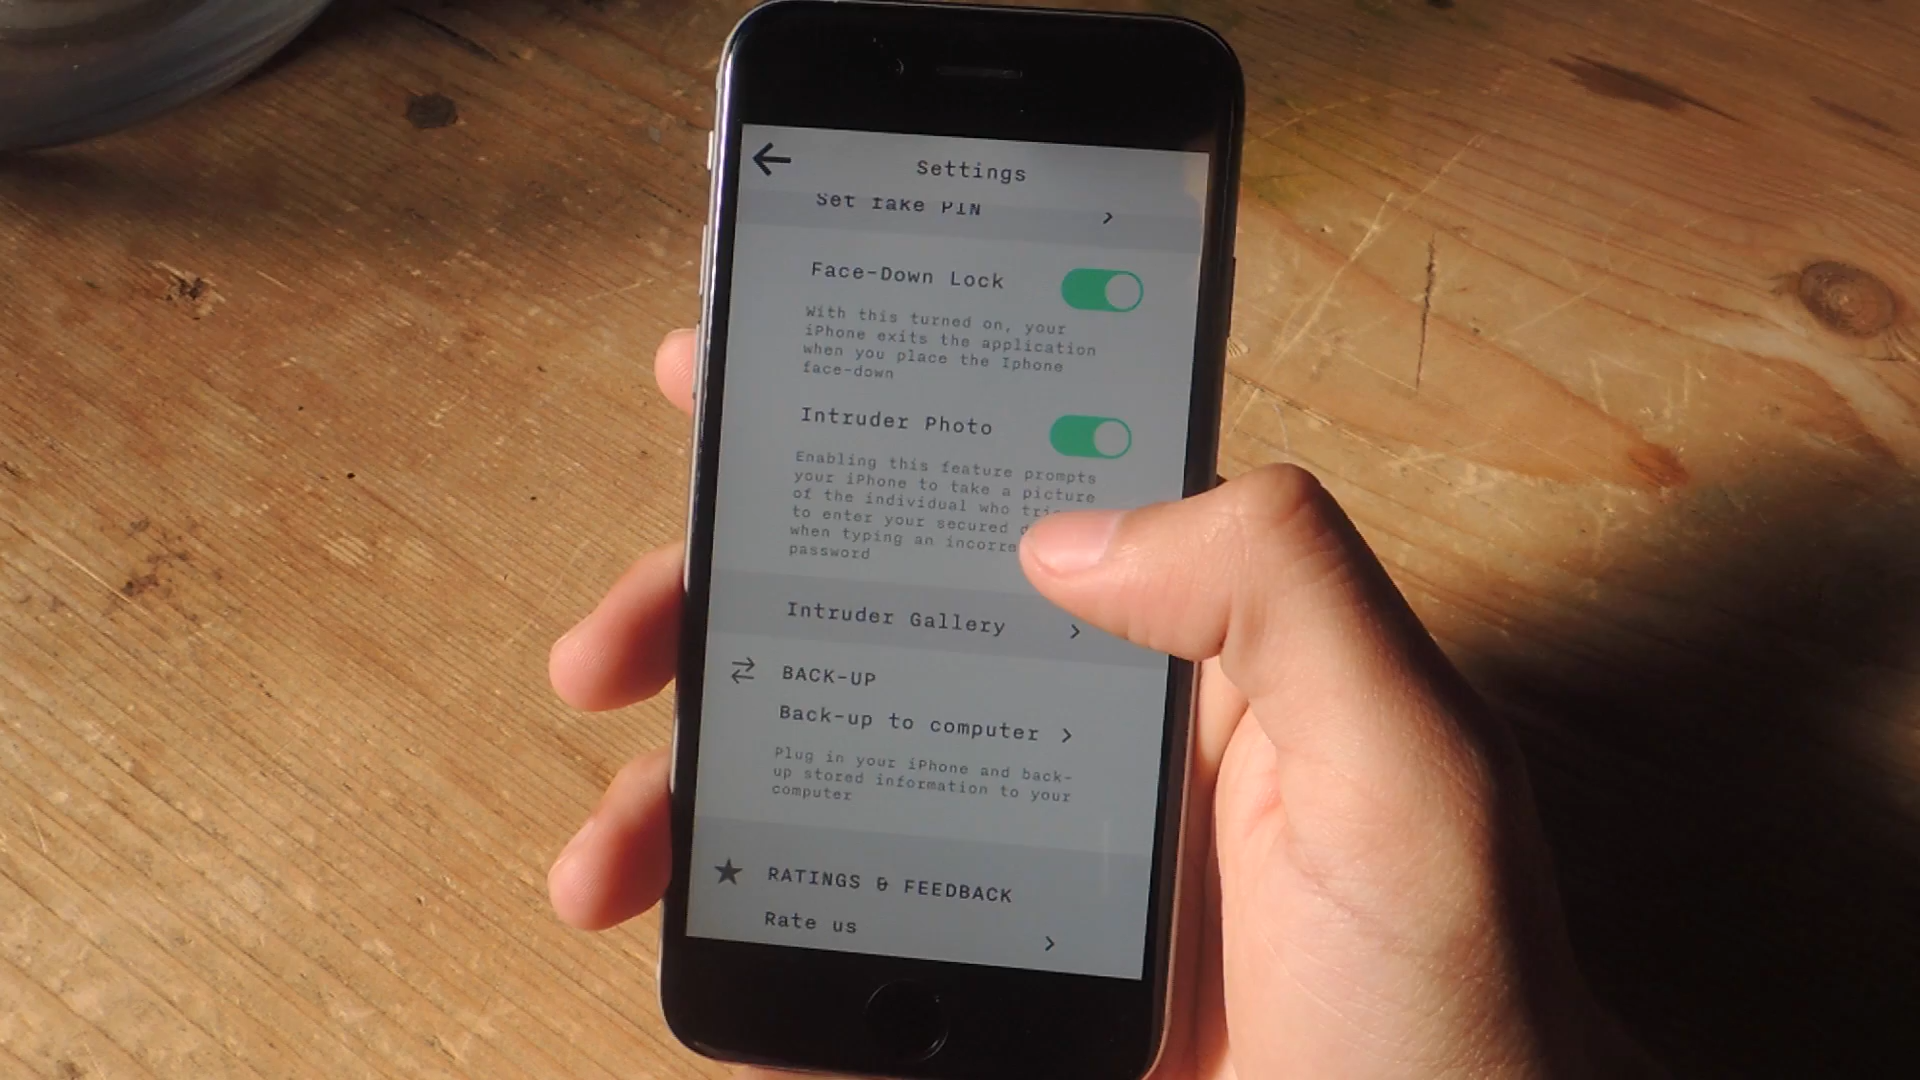 Settings
Set fake PIN
Face-Down Lock
With this turned on, your
iPhone exits the application
when you place the Iphone
face-down
Intruder Photo
Enabling this feature prompts
your iPhone to take a picture
of the individual who
to enter your secured
when typing an
password
Intruder Gallery
BACK-UP
Back-up to computer
Plug in your iPhone and back-
up stored information to your
computer
RATINGS & FEEDBACK
Rate us